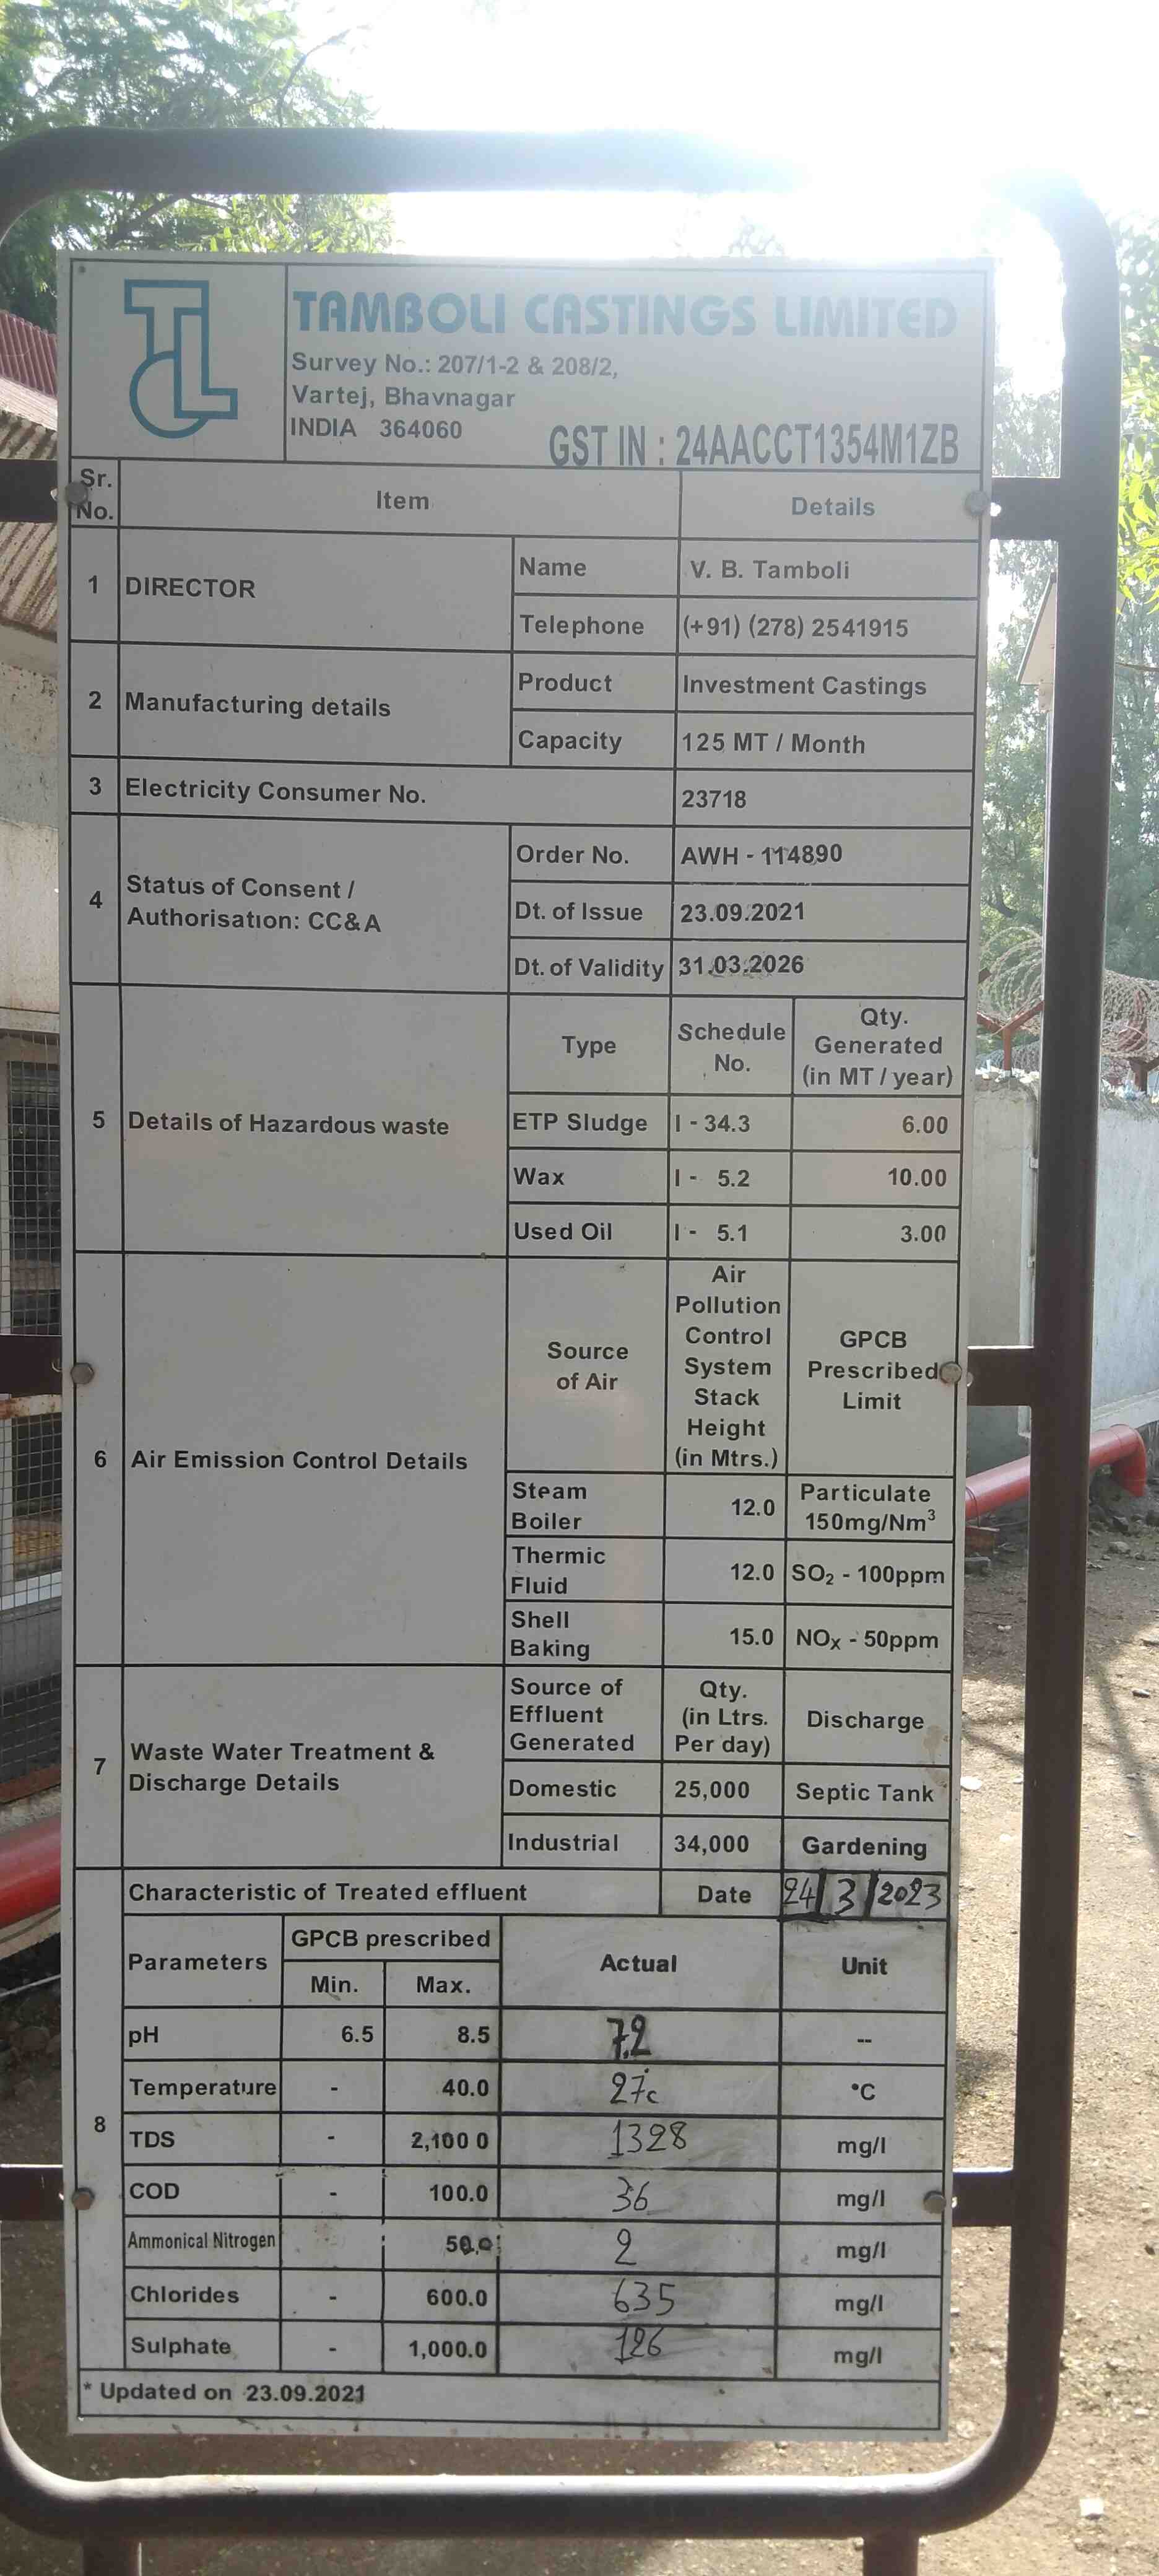 TCL
TAMBOLI CASTINGS LIMITED
Survey No.: 207/1-2 & 208/2,
Vartej, Bhavnagar
INDIA 364060
GST IN : 24AACCT1354M1ZB
Sr. No. Item Details
1 DIRECTOR Name V. B. Tamboli
Telephone (+91) (278) 2541915
2 Manufacturing details Product Investment Castings
Capacity 125 MT / Month
3 Electricity Consumer No. 23718
4 Status of Consent / Authorisation: CC&A Order No. AWH - 114890
Dt. of Issue 23.09.2021
Dt. of Validity 31.03.2026
5 Details of Hazardous waste Type Schedule No. Qty. Generated (in MT / year)
ETP Sludge I - 34.3 6.00
Wax I - 5.2 10.00
Used Oil I - 5.1 3.00
6 Air Emission Control Details Source of Air Air Pollution Control System Stack Height (in Mtrs.) GPCB Prescribed Limit
Steam Boiler 12.0 Particulate 150mg/Nm³
Thermic Fluid 12.0 SO₂ - 100ppm
Shell Baking 15.0 NOx - 50ppm
7 Waste Water Treatment & Discharge Details Source of Effluent Generated Qty. (in Ltrs. Per day) Discharge
Domestic 25,000 Septic Tank
Industrial 34,000 Gardening
8 Characteristic of Treated effluent Date 24/3/2023
Parameters GPCB prescribed Actual Unit
Min. Max.
pH 6.5 8.5 7.2 --
Temperature - 40.0 27°c °C
TDS - 2,100 0 1328 mg/l
COD - 100.0 36 mg/l
Ammonical Nitrogen 50.0 2 mg/l
Chlorides - 600.0 635 mg/l
Sulphate - 1,000.0 126 mg/l
* Updated on 23.09.2021